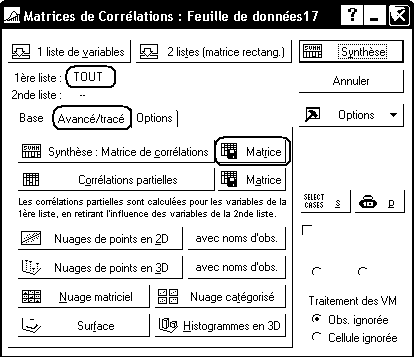 Matrices de Corrélations : Feuille de données17
?
1 liste de variables
2 listes (matrice rectang.)
Synthèse
1ère liste : TOUT
2nde liste : --
Annuler
Base
Avancé/tracé
Options
Options
Synthèse : Matrice de corrélations
Matrice
Corrélations partielles
Matrice
Les corrélations partielles sont calculées pour les variables de la
1ère liste, en retirant l'influence des variables de la 2nde liste.
SELECT
CASES
S
D
Nuages de points en 2D
avec noms d'obs.
Nuages de points en 3D
avec noms d'obs.
Nuage matriciel
Nuage catégorisé
Surface
Histogrammes en 3D
Traitement des VM
Obs. ignorée
Cellule ignorée